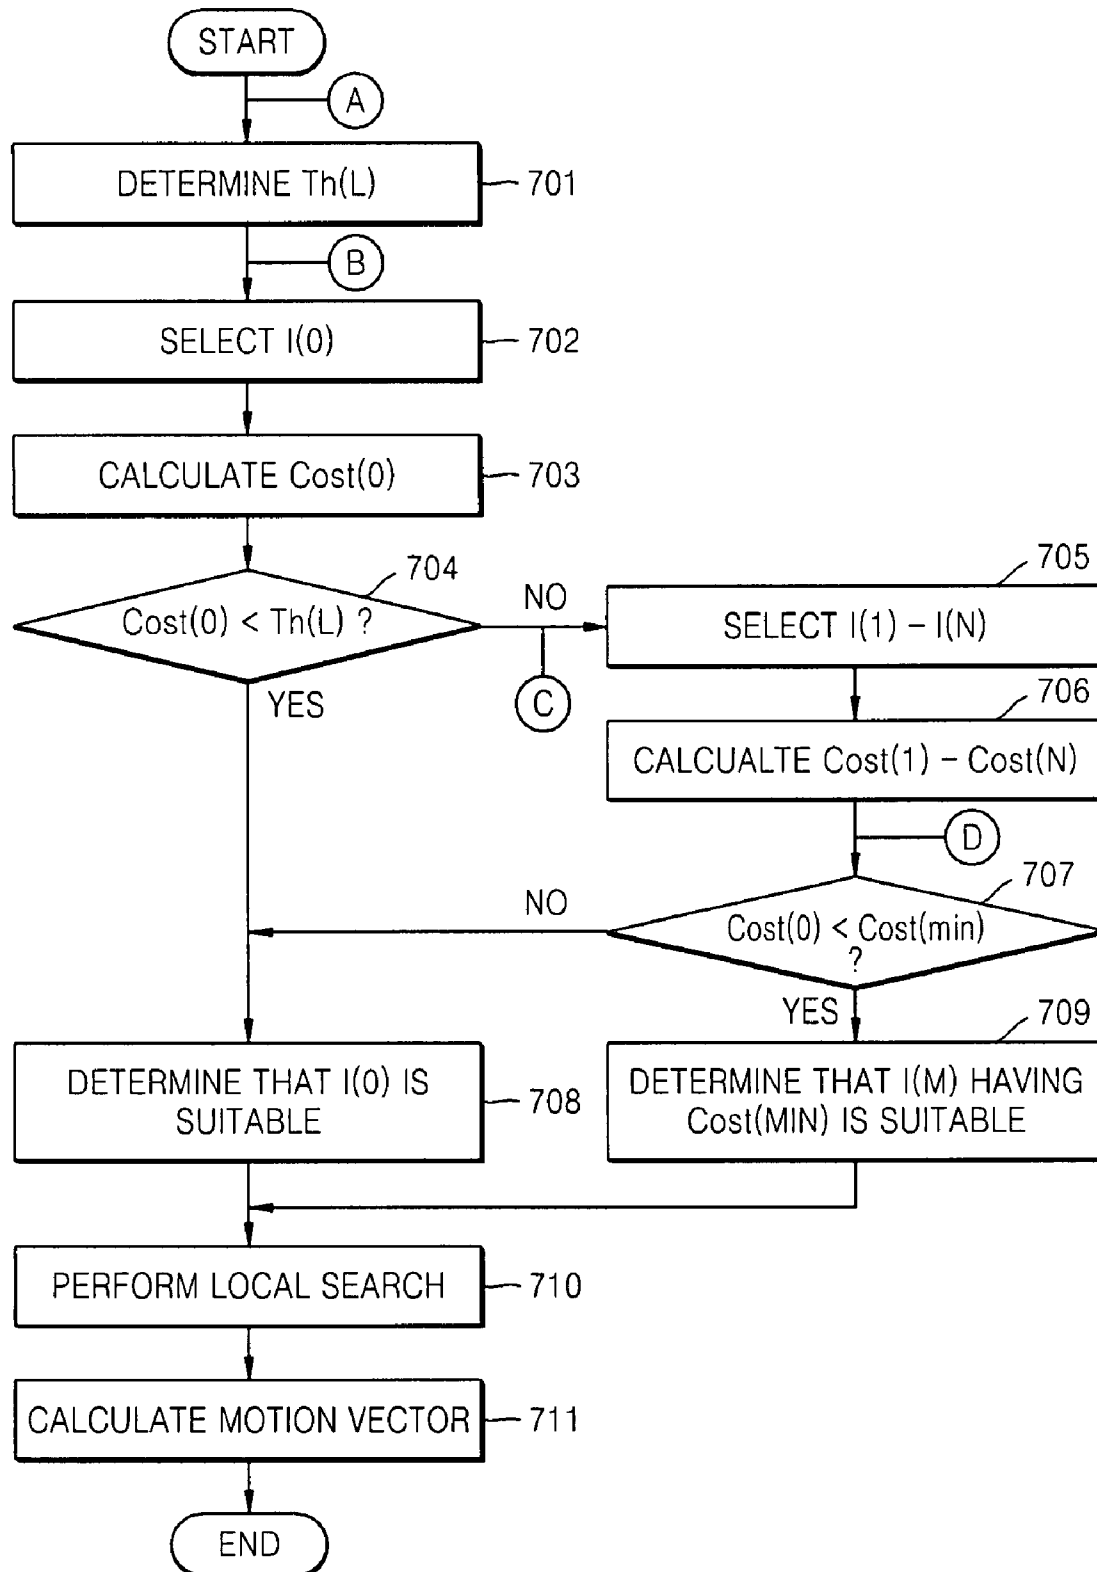 START
A
DETERMINE Th(L)
701
B
SELECT I(0)
702
CALCULATE Cost(0)
703
704
Cost(0) < Th(L) ?
NO
YES
C
705
SELECT I(1) – I(N)
706
CALCUALTE Cost(1) – Cost(N)
D
707
Cost(0) < Cost(min)
?
NO
YES
709
DETERMINE THAT I(0) IS
SUITABLE
708
DETERMINE THAT I(M) HAVING
Cost(MIN) IS SUITABLE
PERFORM LOCAL SEARCH
710
CALCULATE MOTION VECTOR
711
END